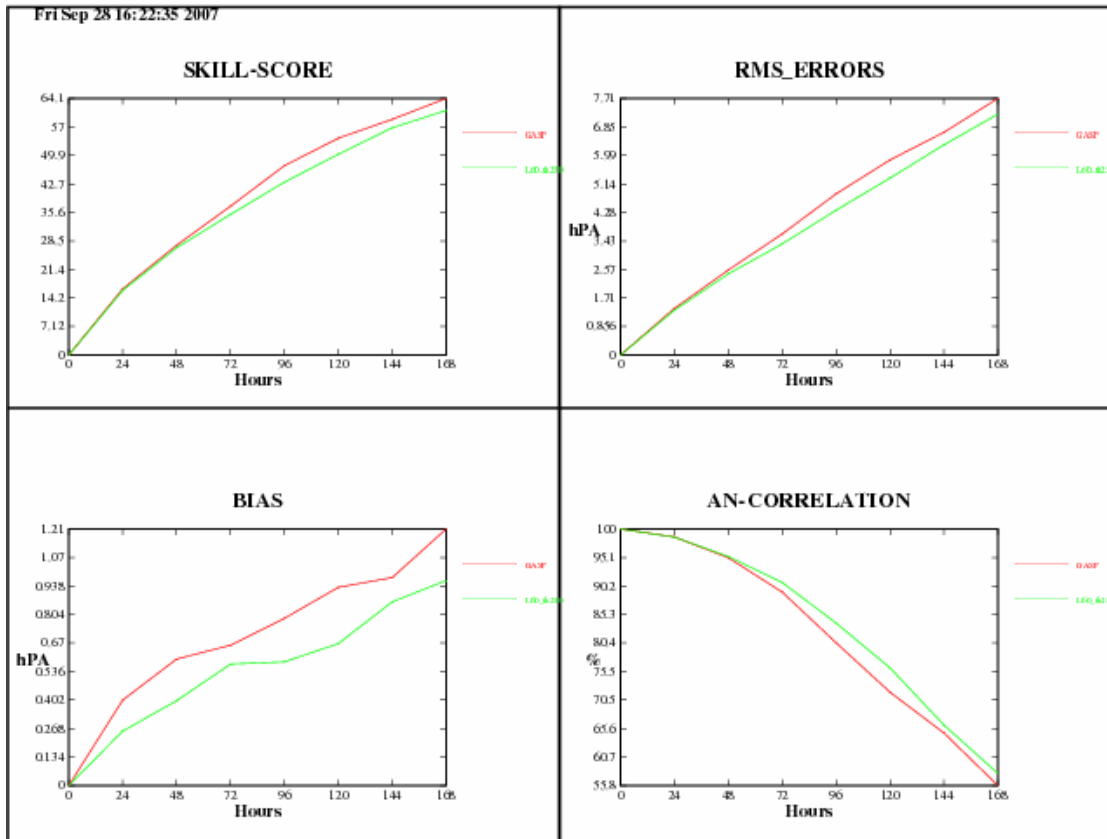 Fri Sep 28 16:22:35 2007
SKILL-SCORE
64.1
57
49.9
42.7
35.6
28.5
21.4
14.2
7.12
0
0 24 48 72 96 120 144 168
Hours
GASP
RMS_ERRORS
7.71
6.85
5.99
5.14
4.28
3.43
2.57
1.71
0.856
0
hPA
0 24 48 72 96 120 144 168
Hours
GASP
BIAS
1.21
1.07
0.938
0.804
0.67
0.536
0.402
0.268
0.134
0
hPA
0 24 48 72 96 120 144 168
Hours
GASP
AN-CORRELATION
100
95.1
90.2
85.3
80.4
75.5
70.5
65.6
60.7
55.8
%
0 24 48 72 96 120 144 168
Hours
GASP